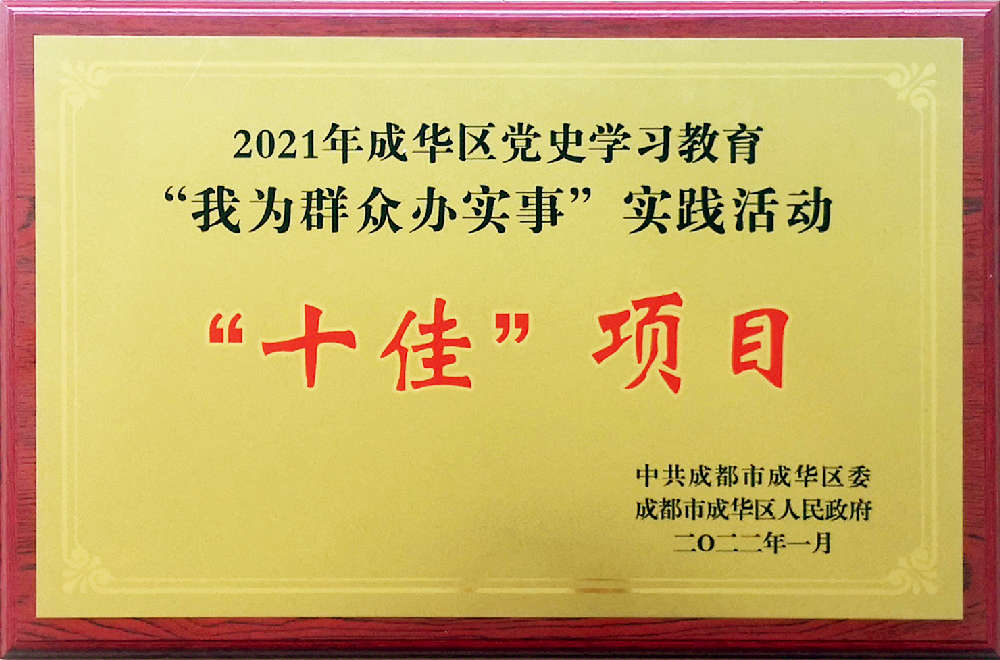 2021年成华区党史学习教育
“我为群众办实事”实践活动
“十佳”项目
中共成都市成华区委
成都市成华区人民政府
二O二二年一月